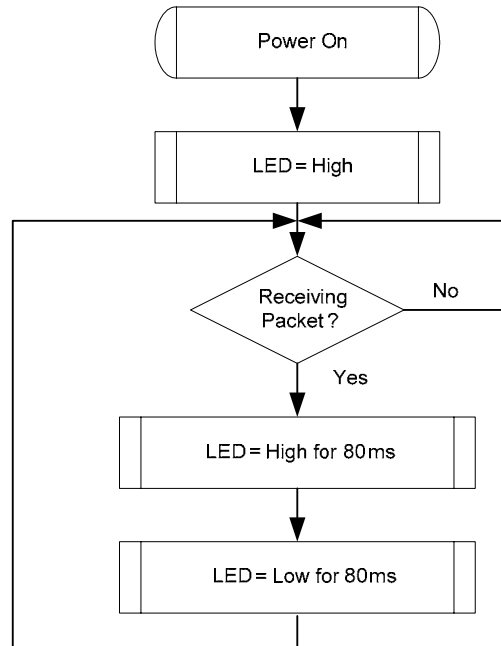 Power On
LED = High
Receiving
Packet ?
No
Yes
LED = High for 80ms
LED = Low for 80ms